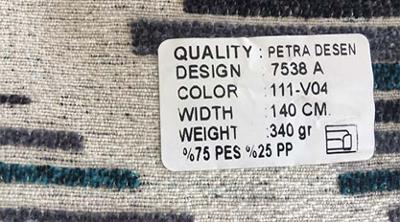 QUALITY : PETRA DESEN
DESIGN : 7538 A
COLOR : 111-V04
WIDTH : 140 CM.
WEIGHT : 340 gr
%75 PES %25 PP